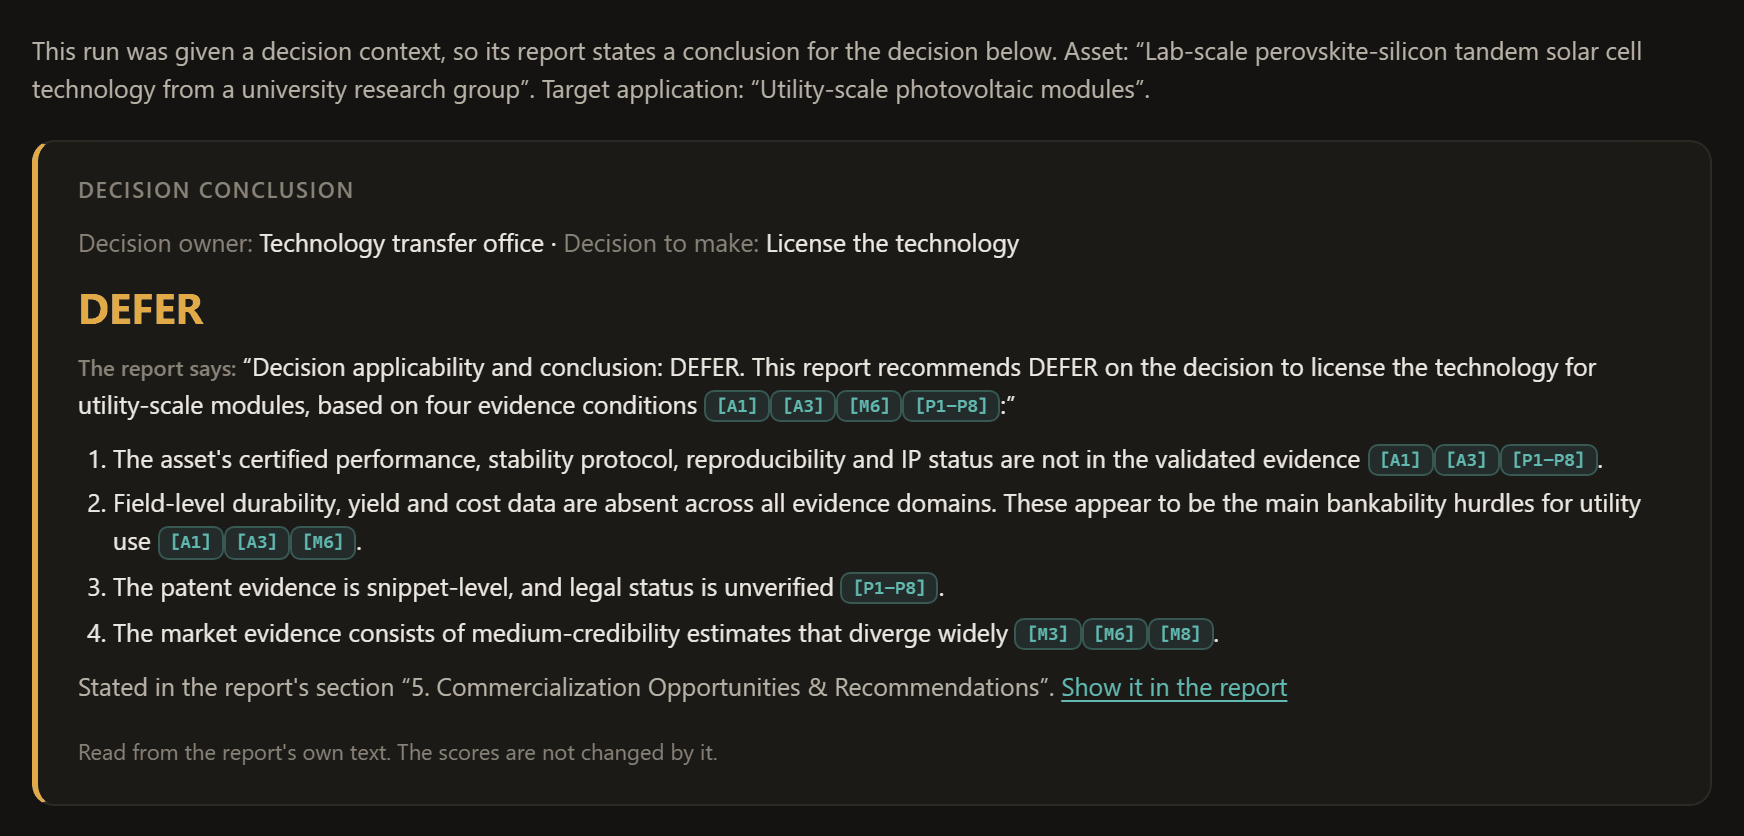 This run was given a decision context, so its report states a conclusion for the decision below. Asset: “Lab-scale perovskite-silicon tandem solar cell
technology from a university research group”. Target application: “Utility-scale photovoltaic modules”.
DECISION CONCLUSION
Decision owner: Technology transfer office · Decision to make: License the technology
DEFER
The report says: “Decision applicability and conclusion: DEFER. This report recommends DEFER on the decision to license the technology for
utility-scale modules, based on four evidence conditions [A1] [A3] [M6] [P1–P8]:”
1. The asset's certified performance, stability protocol, reproducibility and IP status are not in the validated evidence [A1] [A3] [P1–P8].
2. Field-level durability, yield and cost data are absent across all evidence domains. These appear to be the main bankability hurdles for utility
use [A1] [A3] [M6].
3. The patent evidence is snippet-level, and legal status is unverified [P1–P8].
4. The market evidence consists of medium-credibility estimates that diverge widely [M3] [M6] [M8].
Stated in the report's section “5. Commercialization Opportunities & Recommendations”. Show it in the report
Read from the report's own text. The scores are not changed by it.